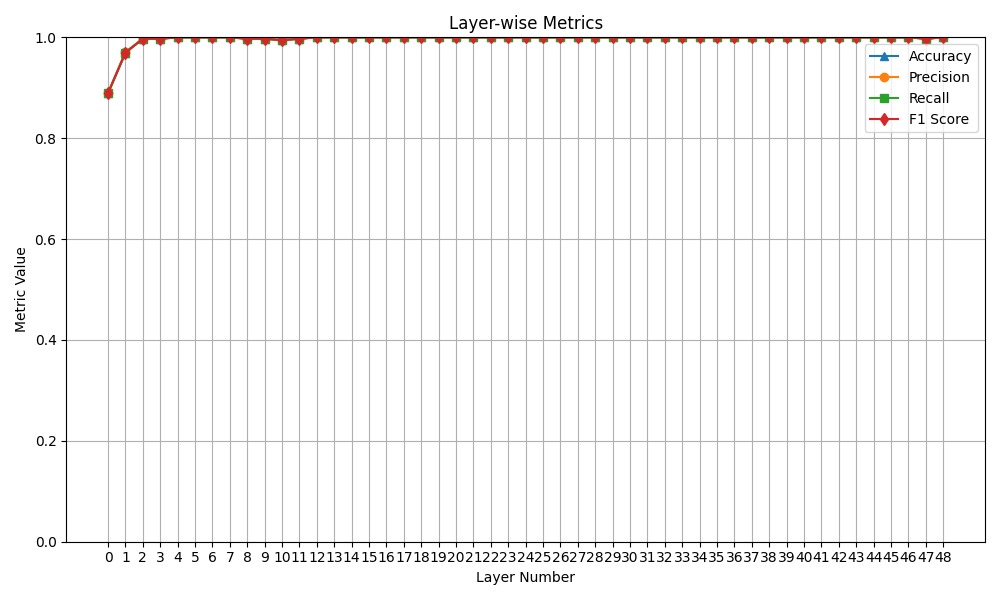 Layer-wise Metrics
1.0
0.8
0.6
0.4
0.2
0.0
Metric Value
Accuracy
Precision
Recall
F1 Score
0 1 2 3 4 5 6 7 8 9 10 11 12 13 14 15 16 17 18 19 20 21 22 23 24 25 26 27 28 29 30 31 32 33 34 35 36 37 38 39 40 41 42 43 44 45 46 47 48
Layer Number